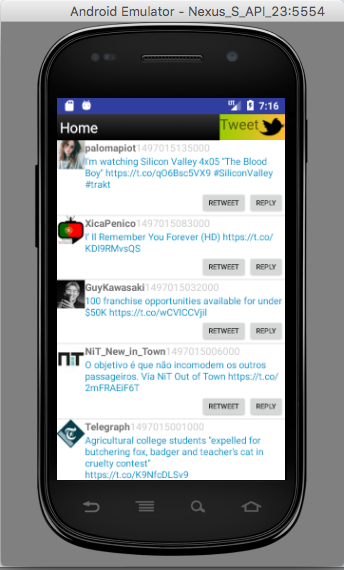 Android Emulator - Nexus_S_API_23:5554
7:16
Home
Tweet
palomapiot1497015135000
I'm watching Silicon Valley 4x05 "The Blood
Boy" https://t.co/qO6Bsc5VX9 #SiliconValley
#trakt
RETWEET REPLY
XicaPenico1497015083000
I' ll Remember You Forever (HD) https://t.co/
KDI9RMvsQS
RETWEET REPLY
GuyKawasaki1497015032000
100 franchise opportunities available for under
$50K https://t.co/wCVlCCVjiI
RETWEET REPLY
NiT
NiT_New_in_Town1497015006000
O objetivo é que não incomodem os outros
passageiros. Via NiT Out of Town https://t.co/
2mFRAEiF6T
RETWEET REPLY
Telegraph1497015001000
Agricultural college students "expelled for
butchering fox, badger and teacher's cat in
cruelty contest"
https://t.co/K9NfcDLSv9